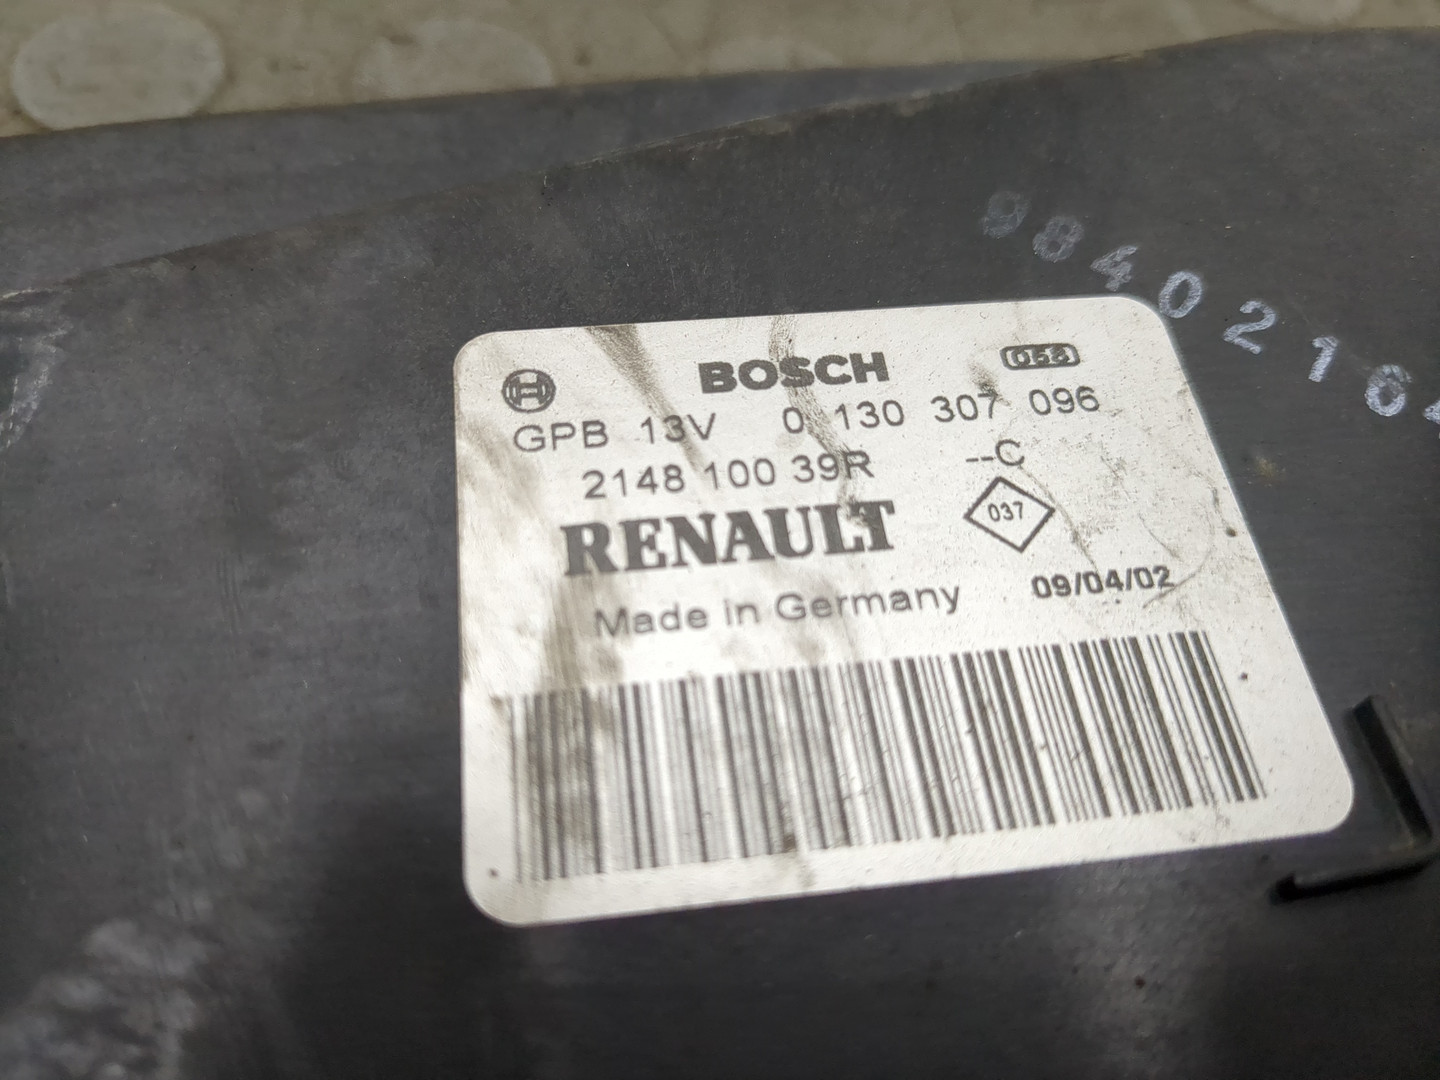 9840216
BOSCH 058
GPB 13V 0 130 307 096
2148 100 39R --C
RENAULT 037
Made in Germany 09/04/02